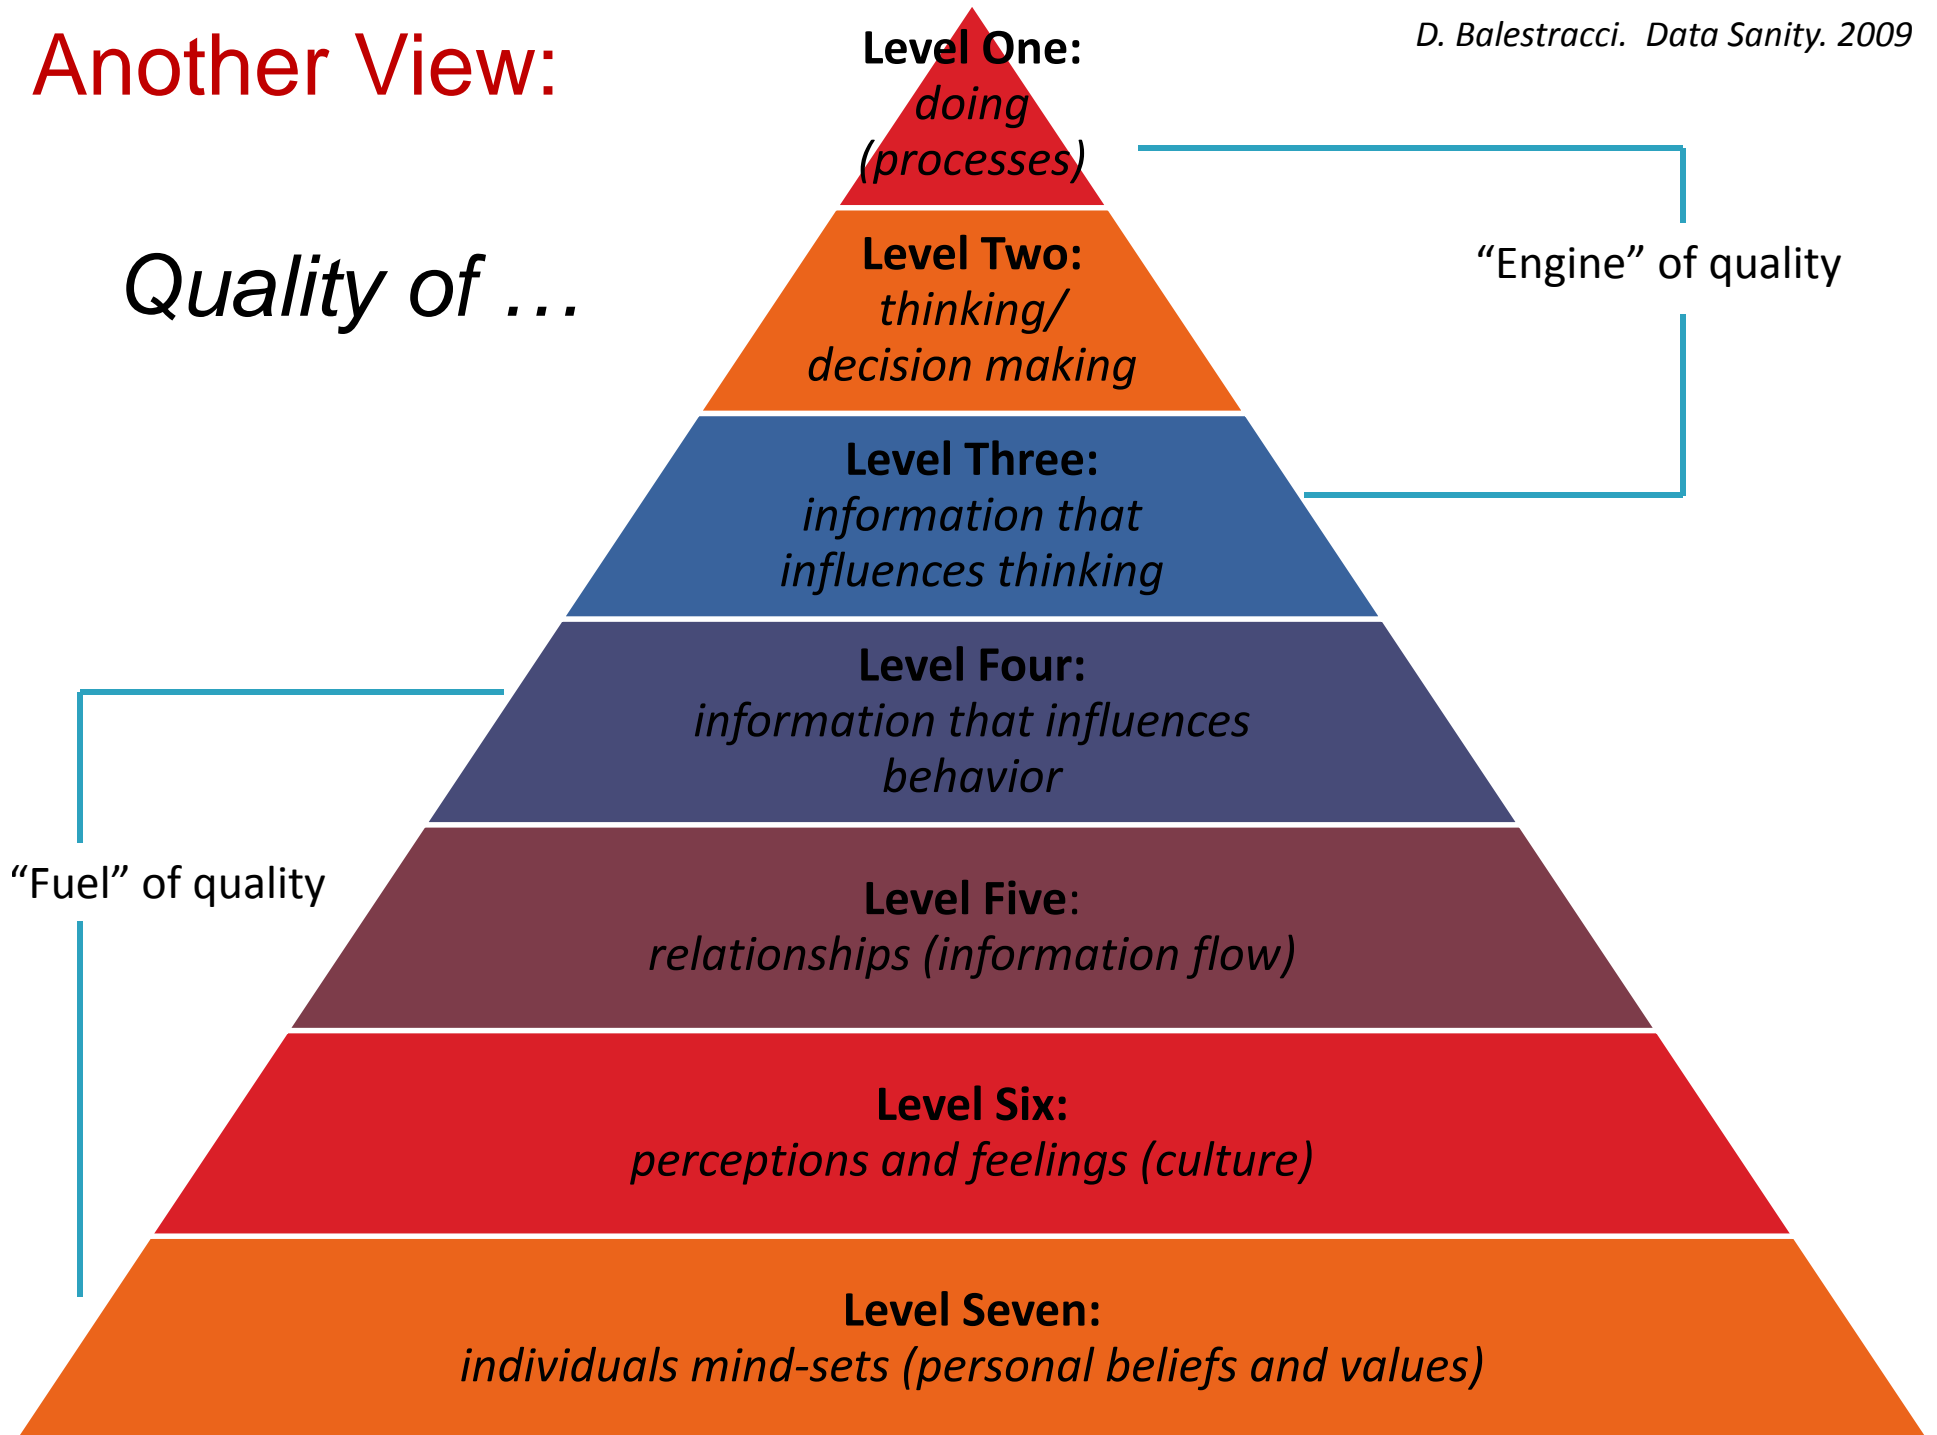 Another View:
D. Balestracci.  Data Sanity. 2009
Quality of …
Level One:
doing
(processes)
Level Two:
thinking/
decision making
“Engine” of quality
Level Three:
information that
influences thinking
Level Four:
information that influences
behavior
“Fuel” of quality
Level Five:
relationships (information flow)
Level Six:
perceptions and feelings (culture)
Level Seven:
individuals mind-sets (personal beliefs and values)